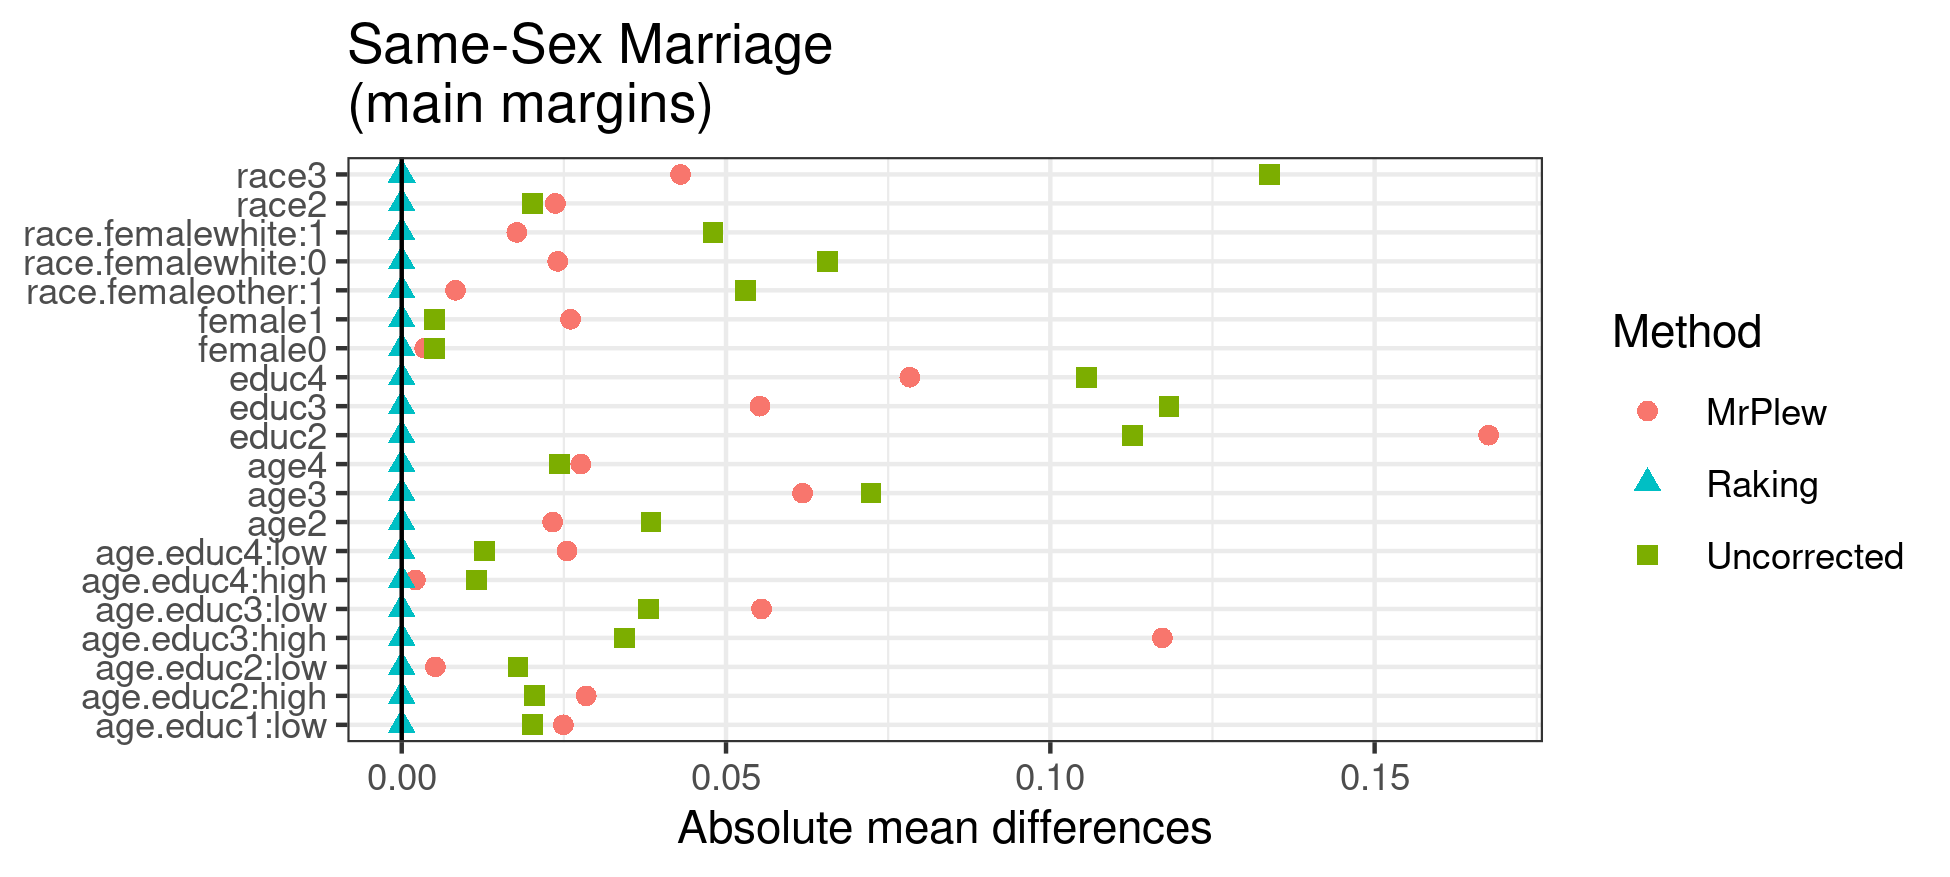 Same-Sex Marriage
(main margins)
race3
race2
race.femalewhite:1
race.femalewhite:0
race.femaleother:1
female1
female0
educ4
educ3
educ2
age4
age3
age2
age.educ4:low
age.educ4:high
age.educ3:low
age.educ3:high
age.educ2:low
age.educ2:high
age.educ1:low
0.00 0.05 0.10 0.15
Absolute mean differences
Method
MrPlew
Raking
Uncorrected